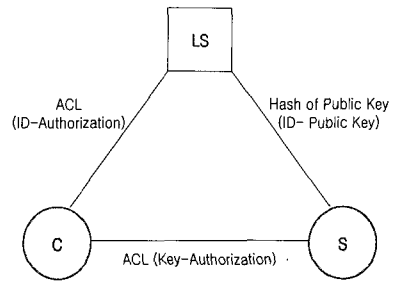 LS
ACL
(ID-Authorization)
Hash of Public Key
(ID- Public Key)
C
S
ACL (Key-Authorization)